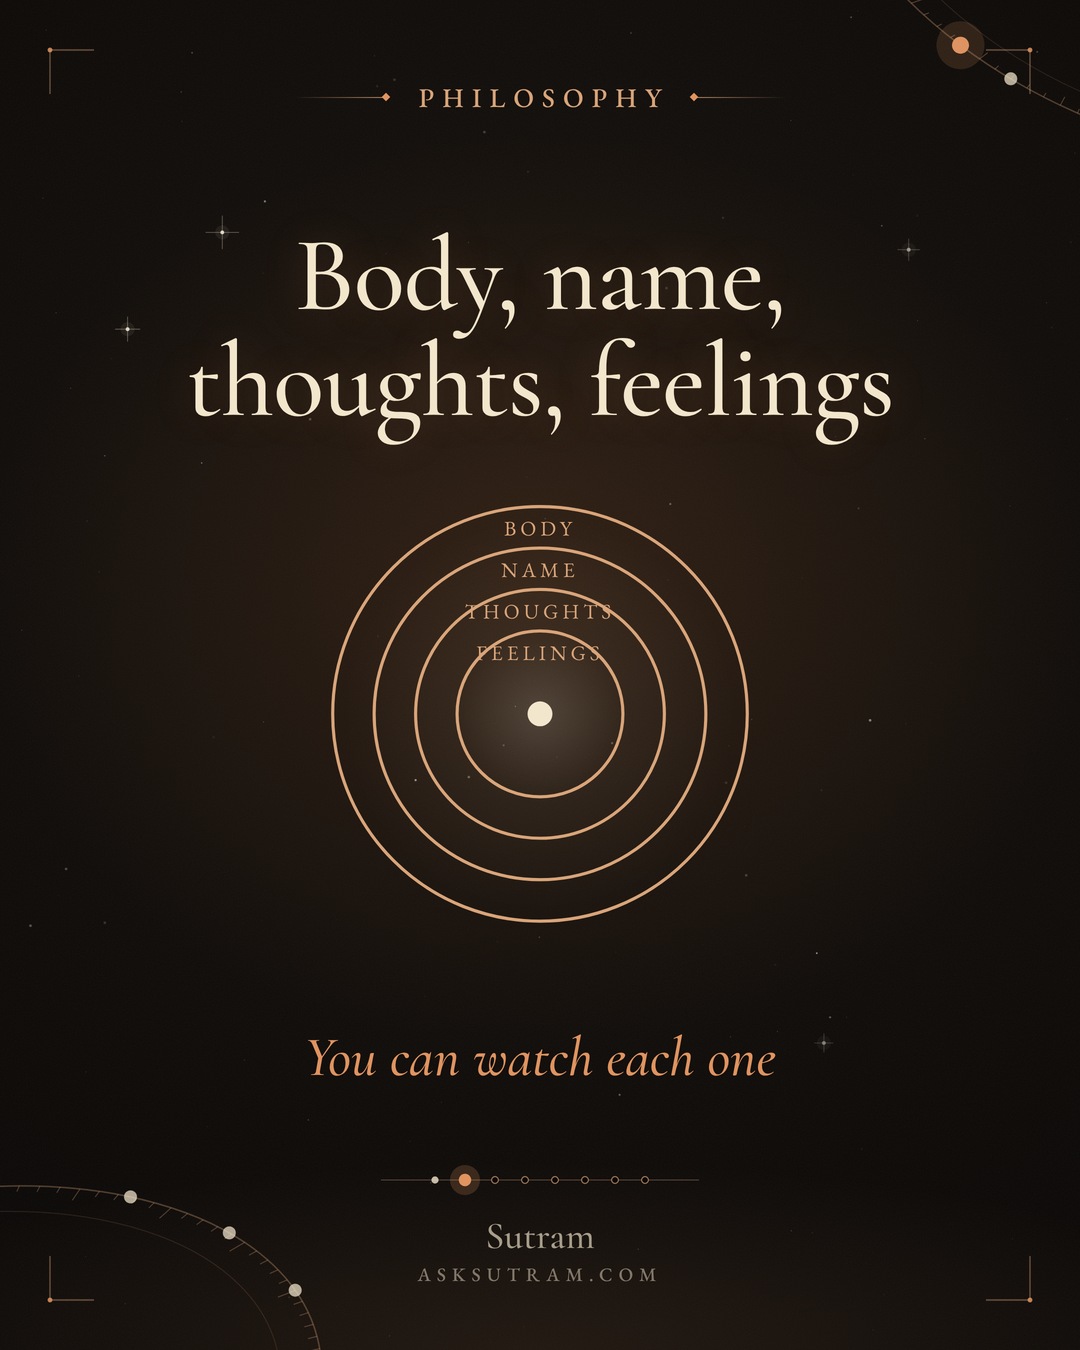 PHILOSOPHY
Body, name,
thoughts, feelings
BODY
NAME
THOUGHTS
FEELINGS
You can watch each one
Sutram
ASKSUTRAM.COM